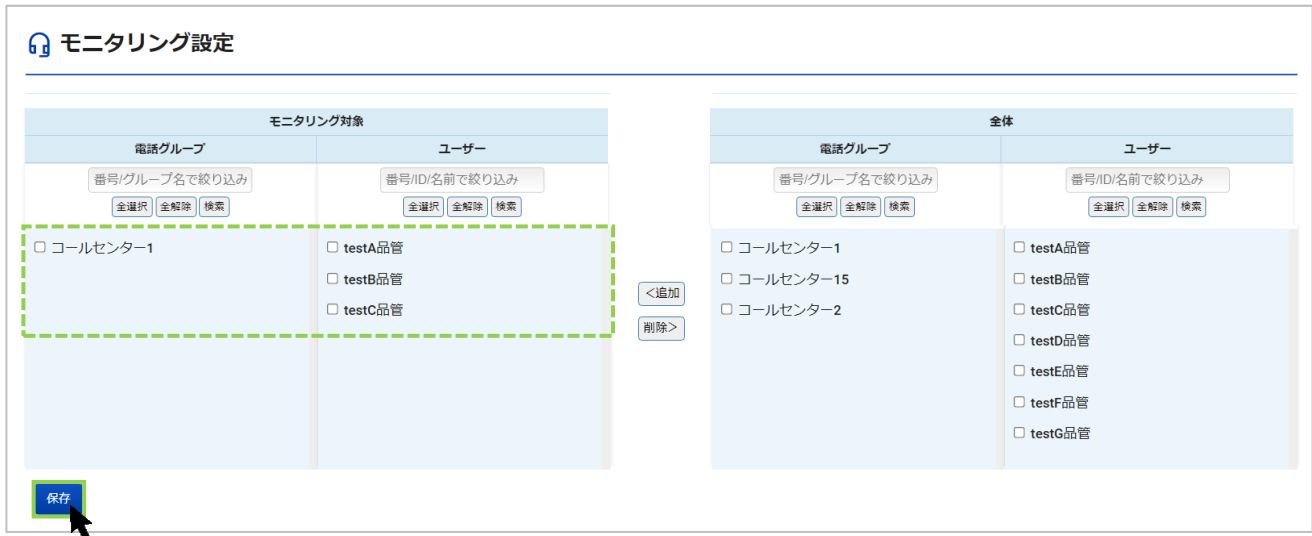 モニタリング設定
モニタリング対象
電話グループ ユーザー
番号/グループ名で絞り込み 番号/ID/名前で絞り込み
全選択 全解除 検索 全選択 全解除 検索
コールセンター1 testA品管
testB品管
testC品管
<追加
削除>
全体
電話グループ ユーザー
番号/グループ名で絞り込み 番号/ID/名前で絞り込み
全選択 全解除 検索 全選択 全解除 検索
コールセンター1 testA品管
コールセンター15 testB品管
コールセンター2 testC品管
testD品管
testE品管
testF品管
testG品管
保存